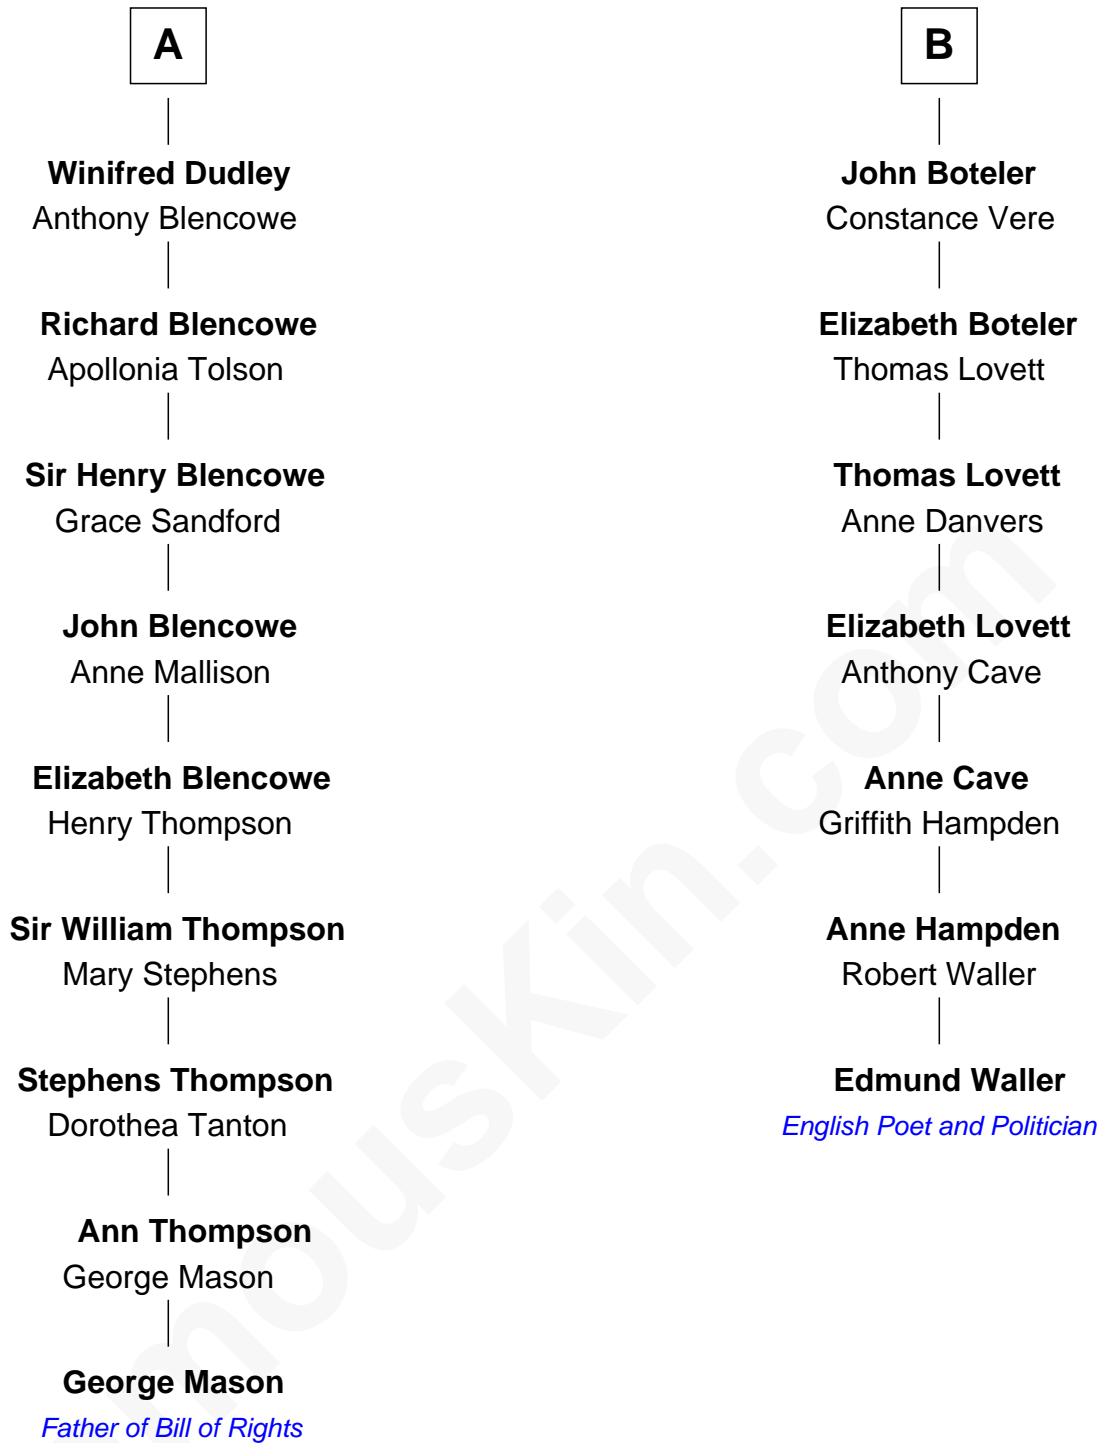 A
Winifred Dudley
Anthony Blencowe
Richard Blencowe
Apollonia Tolson
Sir Henry Blencowe
Grace Sandford
John Blencowe
Anne Mallison
Elizabeth Blencowe
Henry Thompson
Sir William Thompson
Mary Stephens
Stephens Thompson
Dorothea Tanton
Ann Thompson
George Mason
George Mason
Father of Bill of Rights
B
John Boteler
Constance Vere
Elizabeth Boteler
Thomas Lovett
Thomas Lovett
Anne Danvers
Elizabeth Lovett
Anthony Cave
Anne Cave
Griffith Hampden
Anne Hampden
Robert Waller
Edmund Waller
English Poet and Politician
mousKin.com